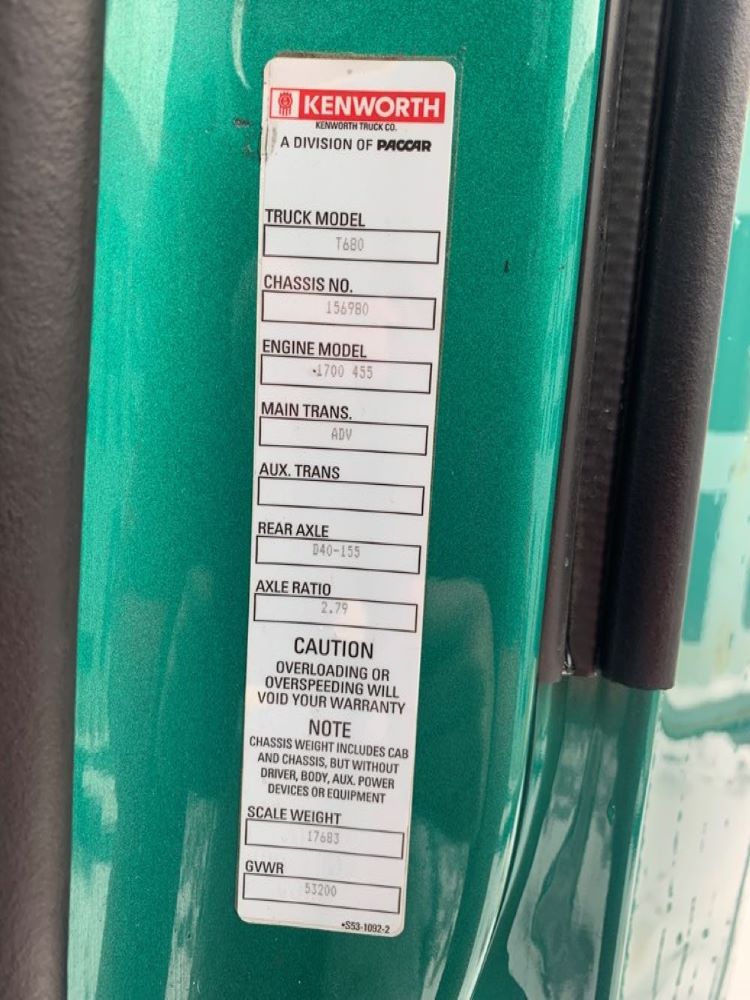 KENWORTH
KENWORTH TRUCK CO.
A DIVISION OF PACCAR
TRUCK MODEL
T680
CHASSIS NO.
156980
ENGINE MODEL
1700 455
MAIN TRANS.
ADV
AUX. TRANS
REAR AXLE
D40-155
AXLE RATIO
2.79
CAUTION
OVERLOADING OR
OVERSPEEDING WILL
VOID YOUR WARRANTY
NOTE
CHASSIS WEIGHT INCLUDES CAB
AND CHASSIS, BUT WITHOUT
DRIVER, BODY, AUX. POWER
DEVICES OR EQUIPMENT
SCALE WEIGHT
17683
GVWR
53200
•S53-1092-2